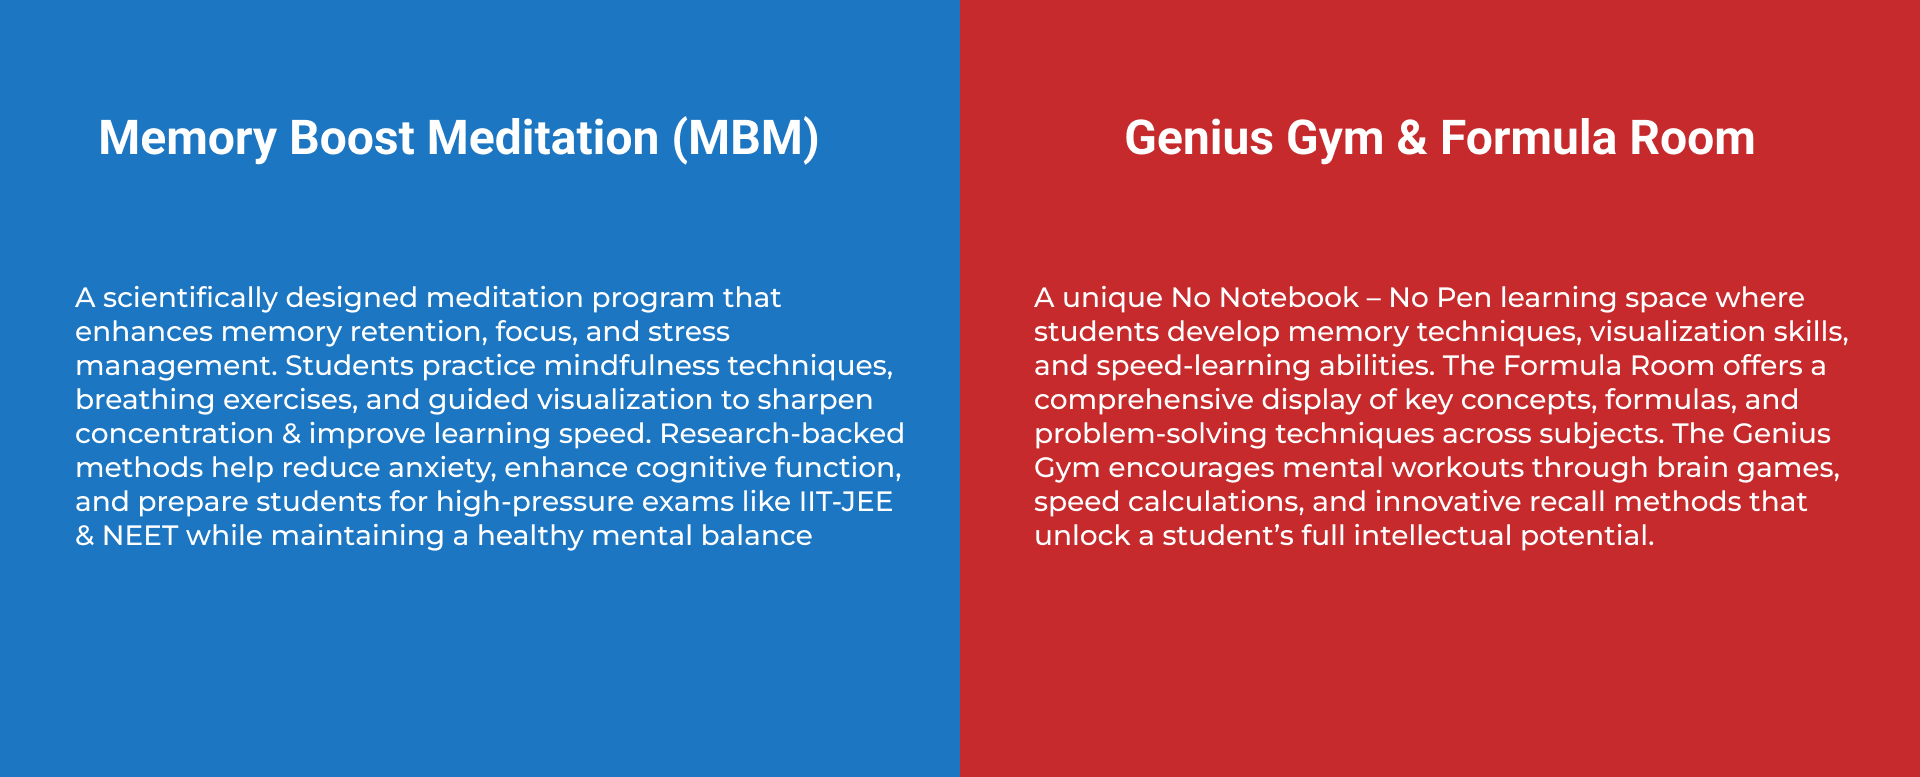 Memory Boost Meditation (MBM)
A scientifically designed meditation program that
enhances memory retention, focus, and stress
management. Students practice mindfulness techniques,
breathing exercises, and guided visualization to sharpen
concentration & improve learning speed. Research-backed
methods help reduce anxiety, enhance cognitive function,
and prepare students for high-pressure exams like IIT-JEE
& NEET while maintaining a healthy mental balance
Genius Gym & Formula Room
A unique No Notebook – No Pen learning space where
students develop memory techniques, visualization skills,
and speed-learning abilities. The Formula Room offers a
comprehensive display of key concepts, formulas, and
problem-solving techniques across subjects. The Genius
Gym encourages mental workouts through brain games,
speed calculations, and innovative recall methods that
unlock a student’s full intellectual potential.